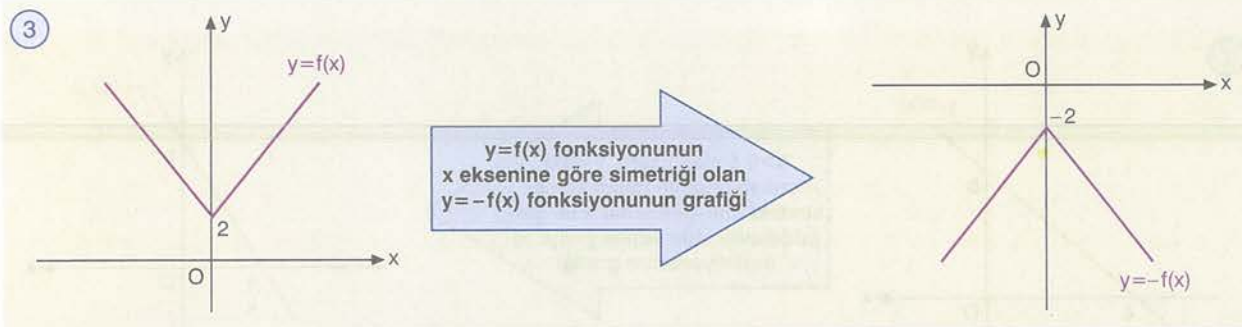 3
y
y=f(x)
2
O
x
y=f(x) fonksiyonunun
x eksenine göre simetriği olan
y=-f(x) fonksiyonunun grafiği
y
O
x
-2
y=-f(x)